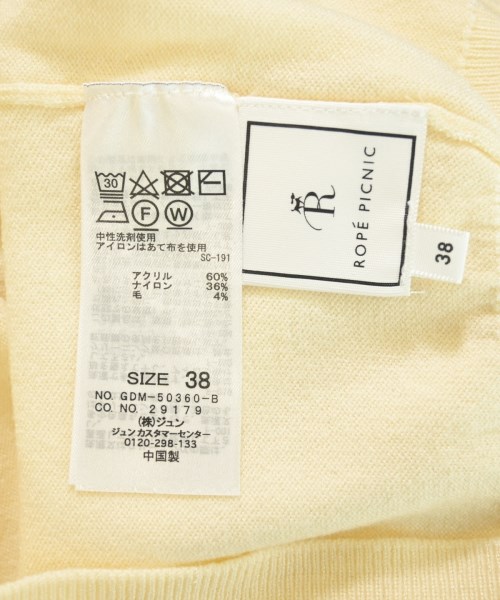 30
F W
中性洗剤使用
アイロンはあて布を使用
SC-191
アクリル 60%
ナイロン 36%
毛 4%
SIZE 38
NO. GDM-50360-B
CO. NO. 29179
(株)ジュン
ジュンカスタマーセンター
0120-298-133
中国製
R
ROPÉ PICNIC
38